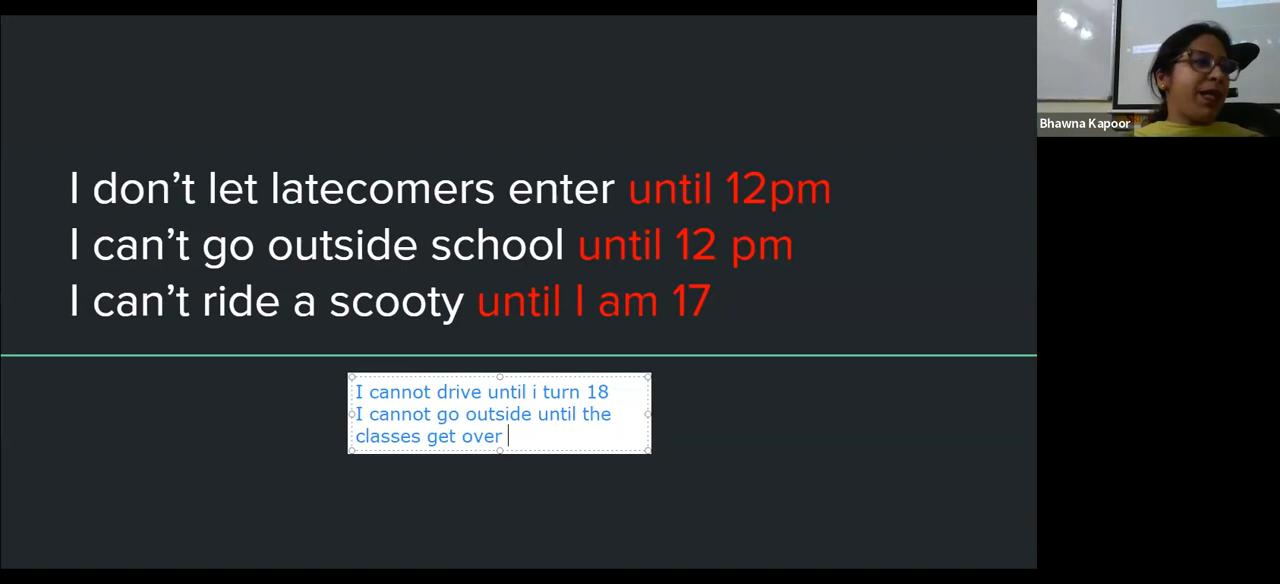 I don’t let latecomers enter until 12pm
I can’t go outside school until 12 pm
I can’t ride a scooty until I am 17
I cannot drive until i turn 18
I cannot go outside until the
classes get over
Bhawna Kapoor